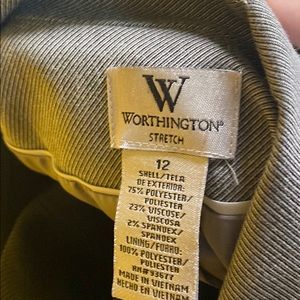 W
WORTHINGTON®
STRETCH
12
SHELL/TELA
DE EXTERIOR:
75% POLYESTER/
POLIESTER
23% VISCOSE/
VISCOSA
2% SPANDEX/
SPANDEX
LINING/FORRO:
100% POLYESTER/
POLIESTER
RN#93677
MADE IN VIETNAM
HECHO EN VIETNAM